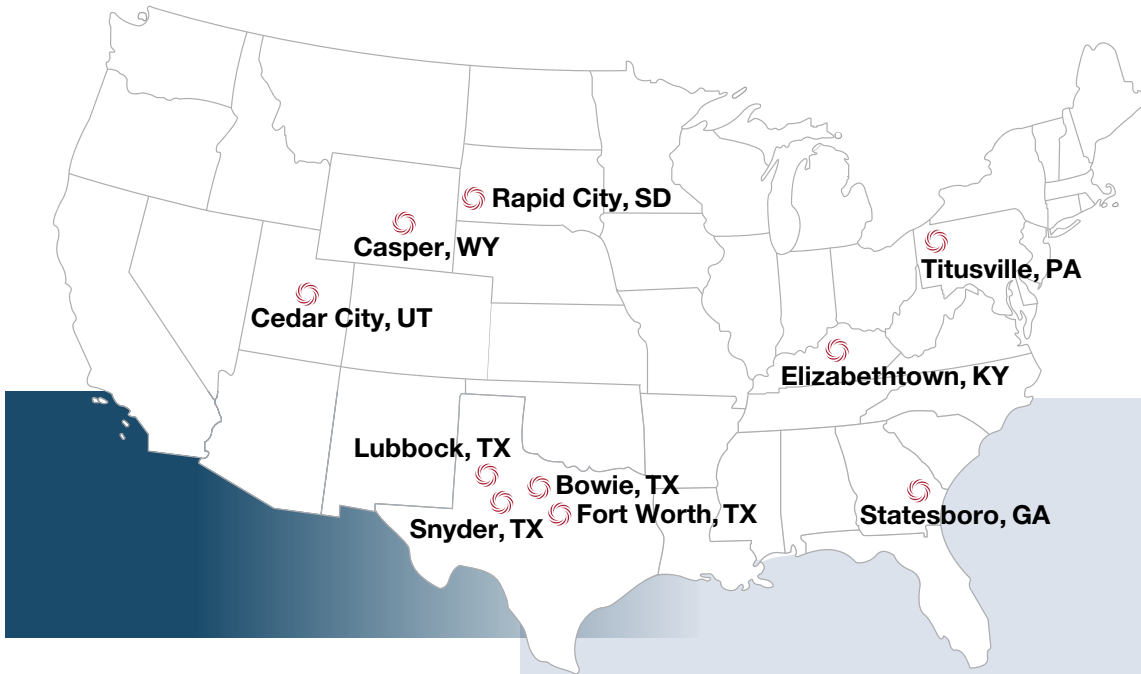 Rapid City, SD
Casper, WY
Titusville, PA
Cedar City, UT
Elizabethtown, KY
Lubbock, TX
Bowie, TX
Fort Worth, TX
Snyder, TX
Statesboro, GA